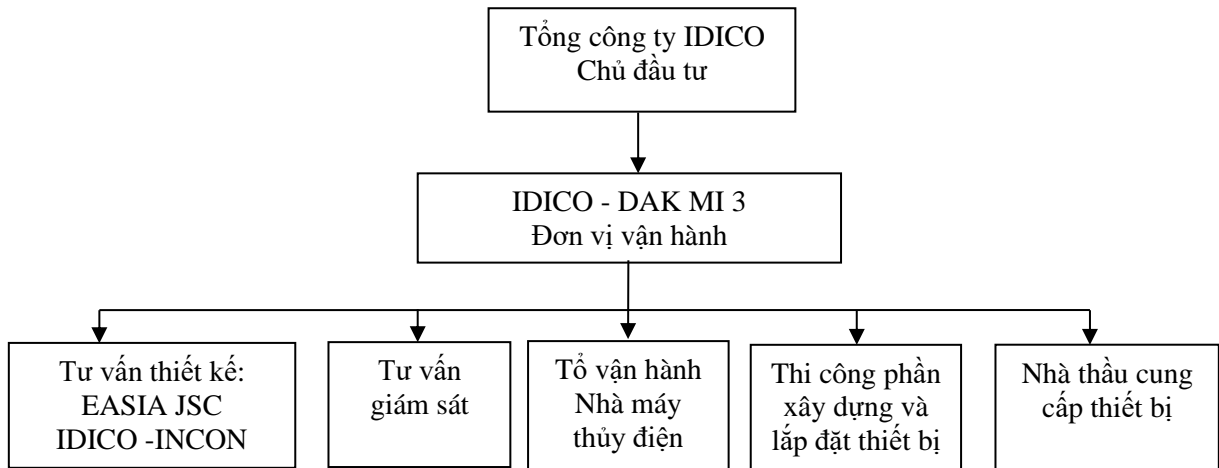 Tổng công ty IDICO
Chủ đầu tư
IDICO - DAK MI 3
Đơn vị vận hành
Tư vấn thiết kế:
EASIA JSC
IDICO -INCON
Tư vấn
giám sát
Tổ vận hành
Nhà máy
thủy điện
Thi công phần
xây dựng và
lắp đặt thiết bị
Nhà thầu cung
cấp thiết bị